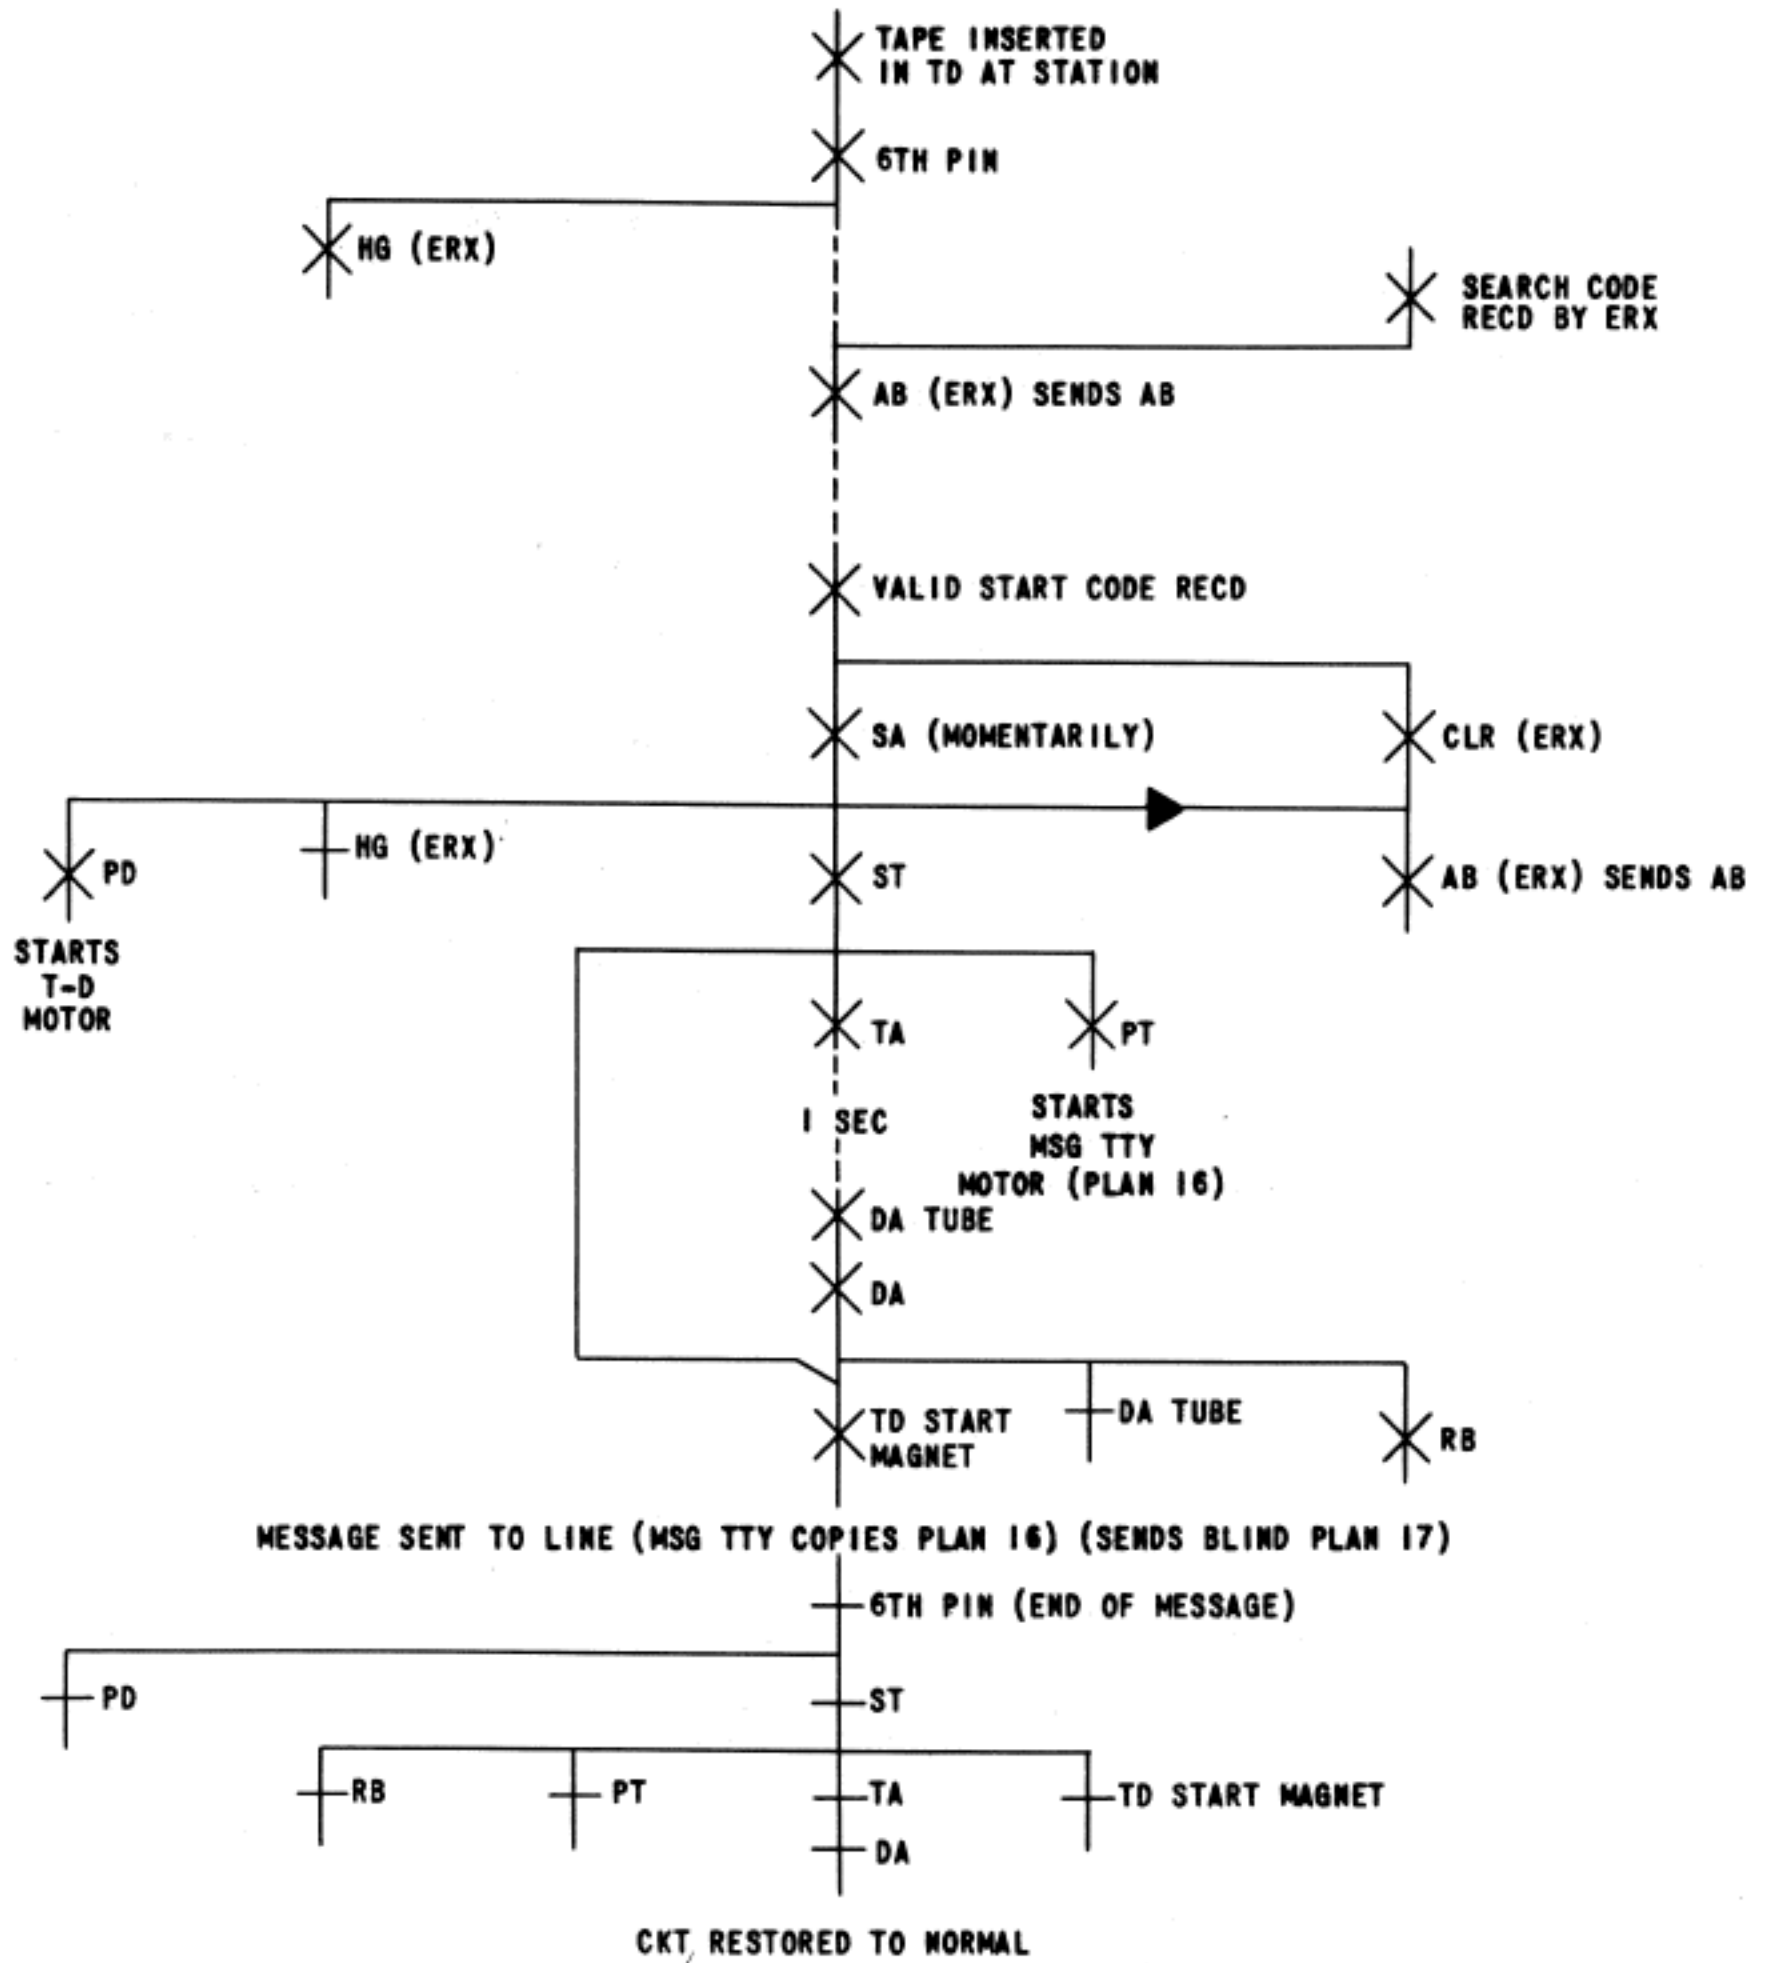 TAPE INSERTED
IN TD AT STATION
6TH PIN
HG (ERX)
SEARCH CODE
RECD BY ERX
AB (ERX) SENDS AB
VALID START CODE RECD
SA (MOMENTARILY)
CLR (ERX)
HG (ERX)
PD
ST
AB (ERX) SENDS AB
STARTS
T-D
MOTOR
TA
PT
1 SEC
STARTS
MSG TTY
MOTOR (PLAN 16)
DA TUBE
DA
TD START
MAGNET
DA TUBE
RB
MESSAGE SENT TO LINE (MSG TTY COPIES PLAN 16) (SENDS BLIND PLAN 17)
6TH PIN (END OF MESSAGE)
PD
ST
RB
PT
TA
TD START MAGNET
DA
CKT RESTORED TO NORMAL